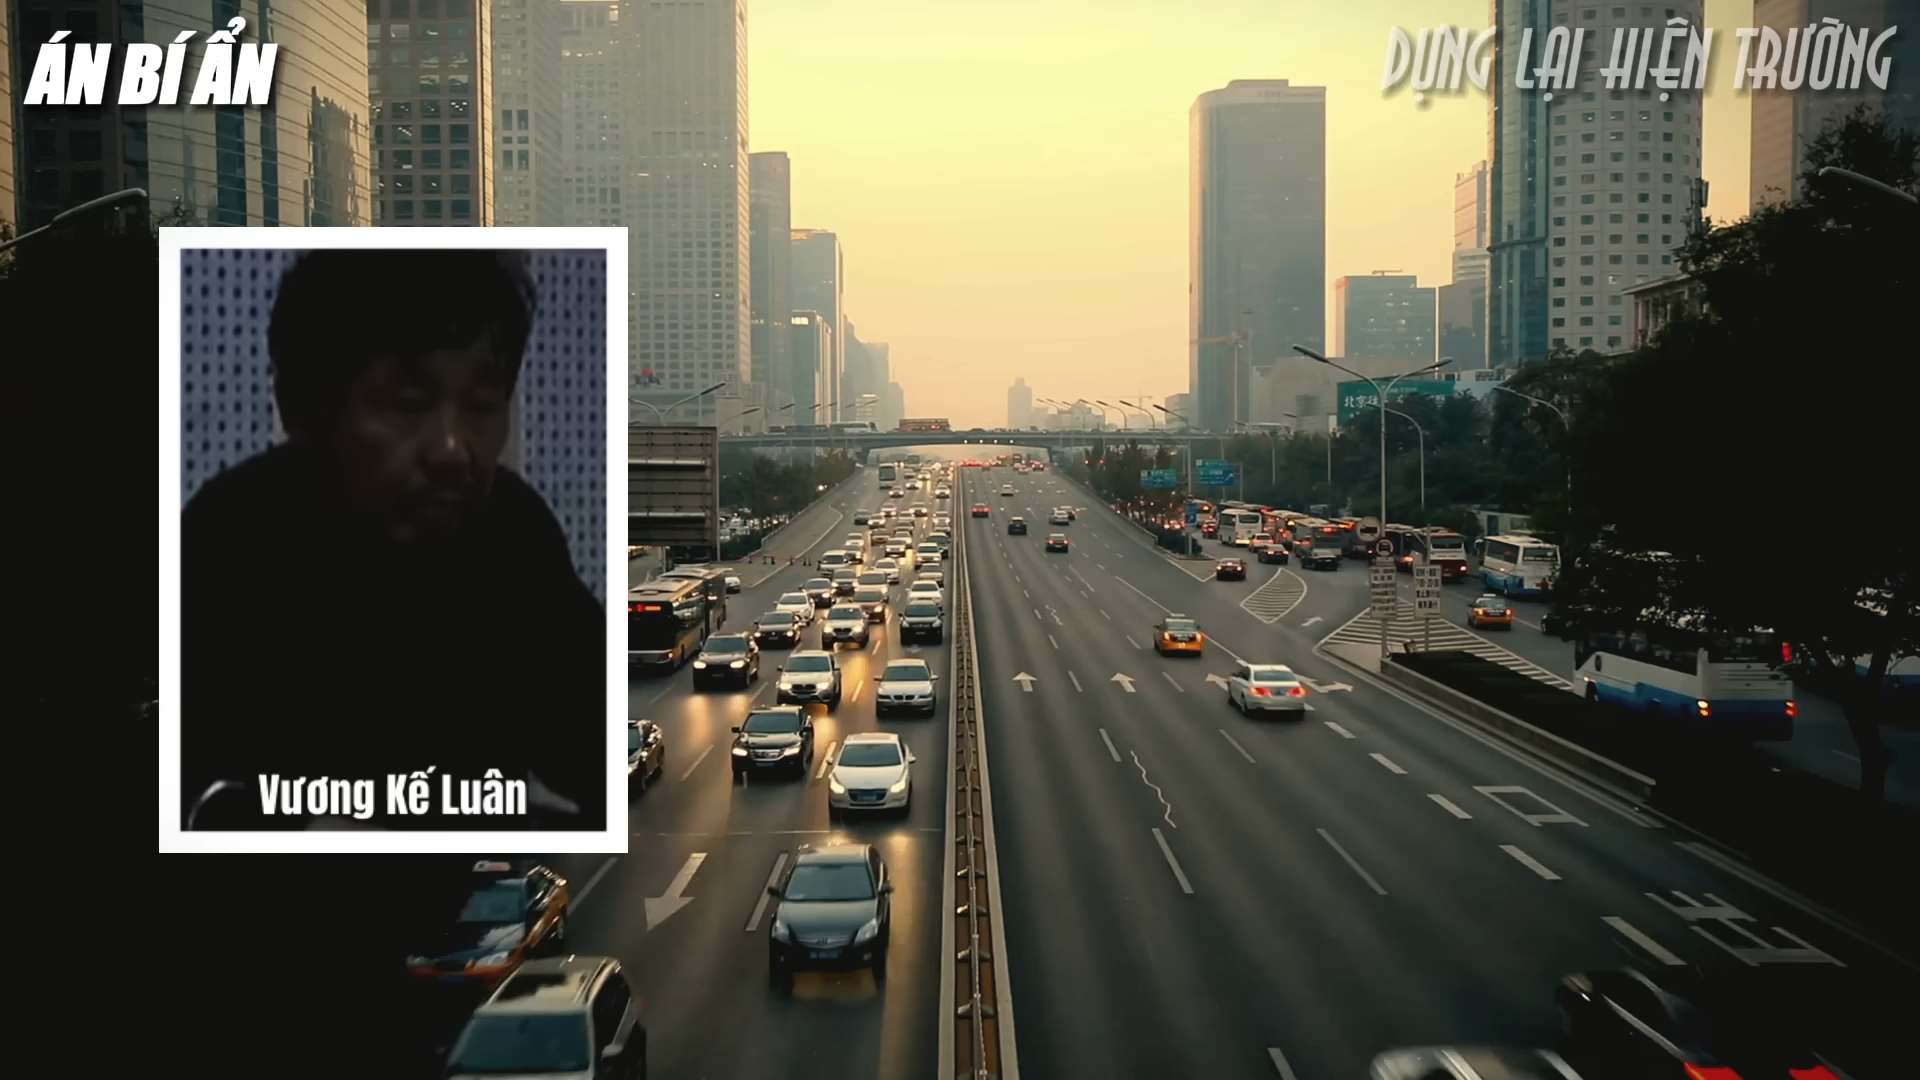 ÁN BÍ ẨN
DỰNG LẠI HIỆN TRƯỜNG
Vương Kế Luân